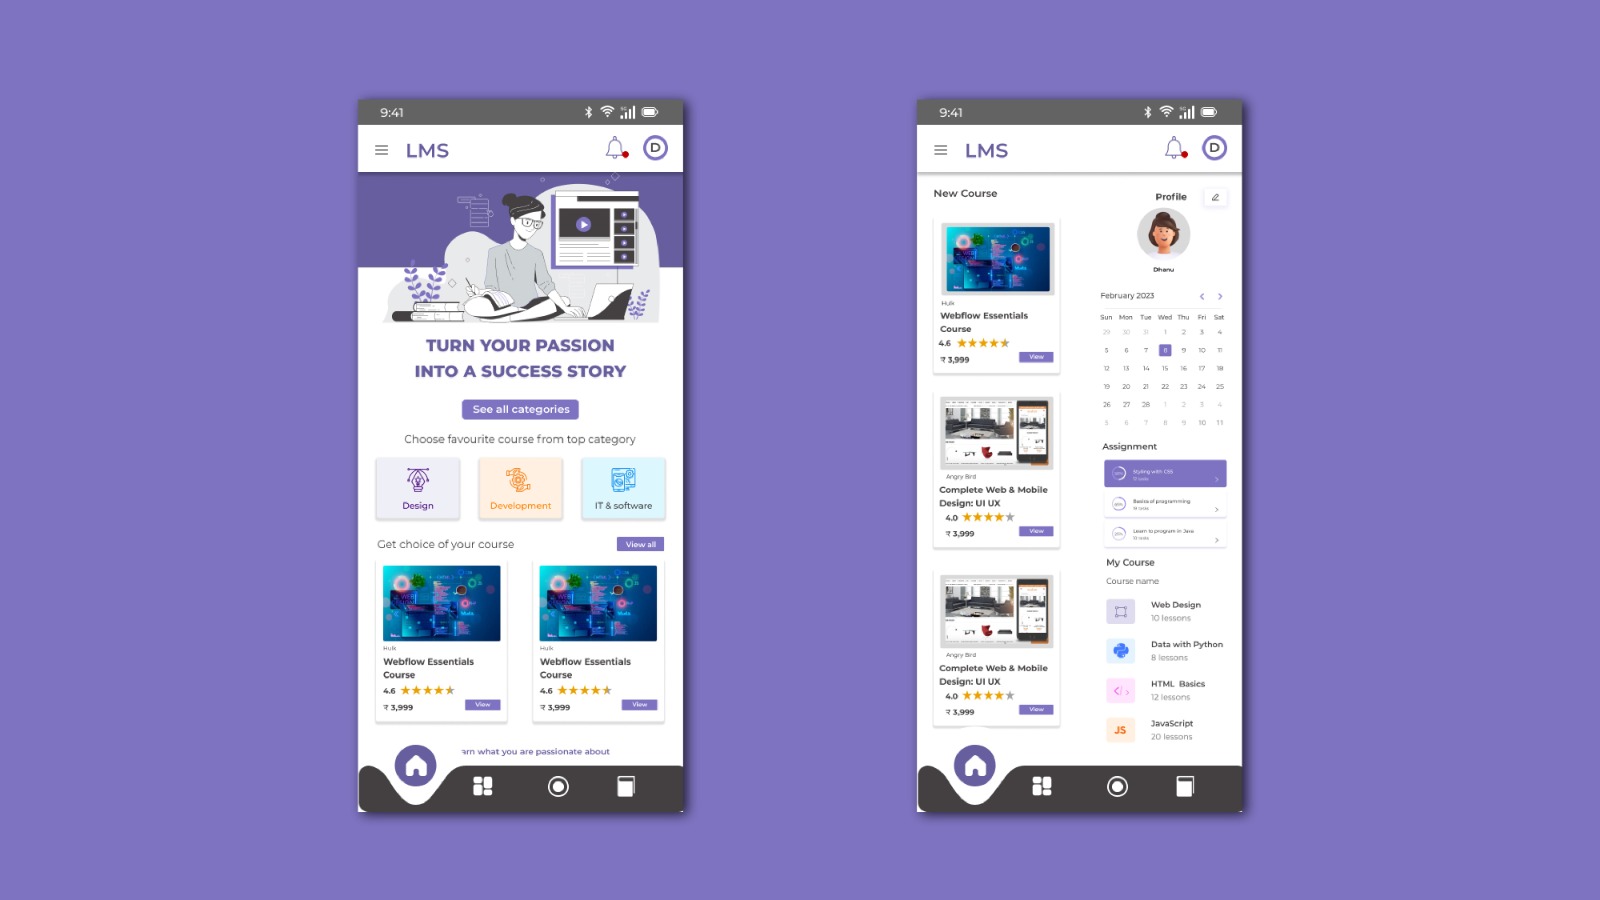 9:41
LMS
D
TURN YOUR PASSION
INTO A SUCCESS STORY
See all categories
Choose favourite course from top category
Design
Development
IT & software
Get choice of your course
View all
Hulk
Webflow Essentials
Course
4.6
₹ 3,999
View
Hulk
Webflow Essentials
Course
4.6
₹ 3,999
View
arn what you are passionate about
9:41
LMS
D
New Course
Hulk
Webflow Essentials
Course
4.6
₹ 3,999
View
Angry Bird
Complete Web & Mobile
Design: UI UX
4.0
₹ 3,999
View
Angry Bird
Complete Web & Mobile
Design: UI UX
4.0
₹ 3,999
View
Profile
Dhanu
February 2023
Sun Mon Tue Wed Thu Fri Sat
29 30 31 1 2 3 4
5 6 7 8 9 10 11
12 13 14 15 16 17 18
19 20 21 22 23 24 25
26 27 28 1 2 3 4
5 6 7 8 9 10 11
Assignment
Styling with CSS
Basics of programming
Learn to program in Java
My Course
Course name
Web Design
10 lessons
Data with Python
8 lessons
HTML Basics
12 lessons
JS
JavaScript
20 lessons